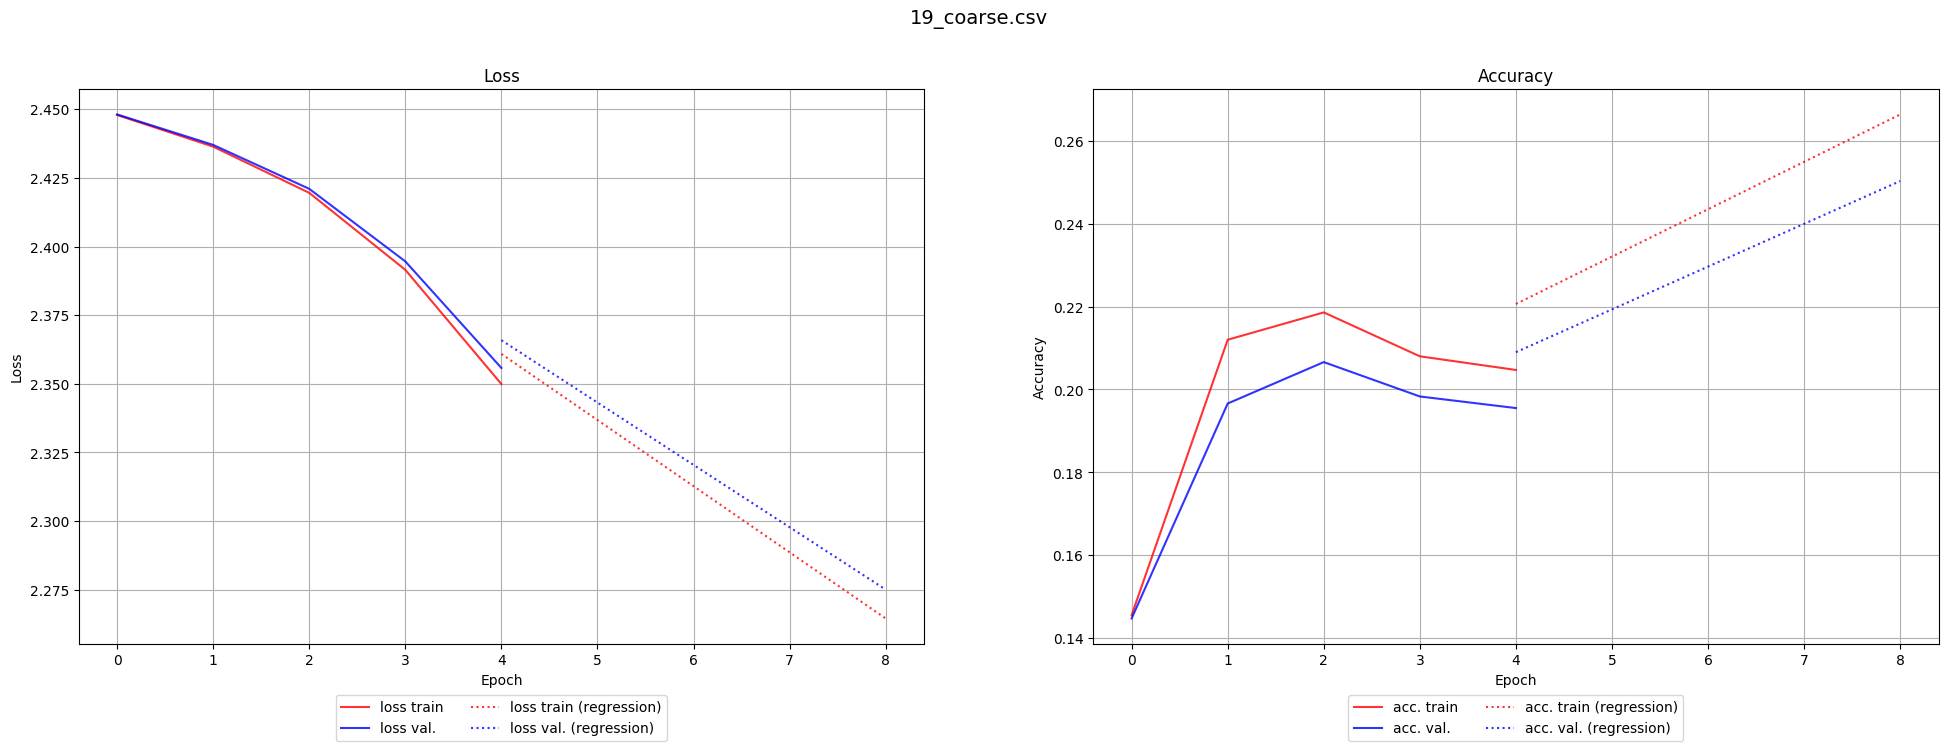 19_coarse.csv
Loss
2.450
2.425
2.400
2.375
2.350
2.325
2.300
2.275
Loss
0 1 2 3 4 5 6 7 8
Epoch
loss train loss train (regression)
loss val. loss val. (regression)
Accuracy
0.26
0.24
0.22
0.20
0.18
0.16
0.14
Accuracy
0 1 2 3 4 5 6 7 8
Epoch
acc. train acc. train (regression)
acc. val. acc. val. (regression)